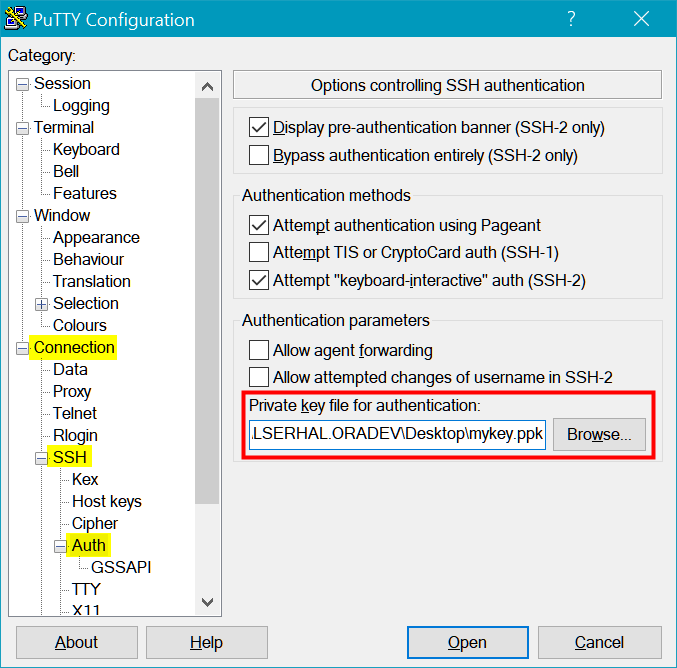 PuTTY Configuration
Category:
Session
Logging
Terminal
Keyboard
Bell
Features
Window
Appearance
Behaviour
Translation
Selection
Colours
Connection
Data
Proxy
Telnet
Rlogin
SSH
Kex
Host keys
Cipher
Auth
GSSAPI
TTY
X11
Options controlling SSH authentication
Display pre-authentication banner (SSH-2 only)
Bypass authentication entirely (SSH-2 only)
Authentication methods
Attempt authentication using Pageant
Attempt TIS or CryptoCard auth (SSH-1)
Attempt "keyboard-interactive" auth (SSH-2)
Authentication parameters
Allow agent forwarding
Allow attempted changes of username in SSH-2
Private key file for authentication:
\LSERHAL.ORADEV\Desktop\mykey.ppk
Browse...
About
Help
Open
Cancel